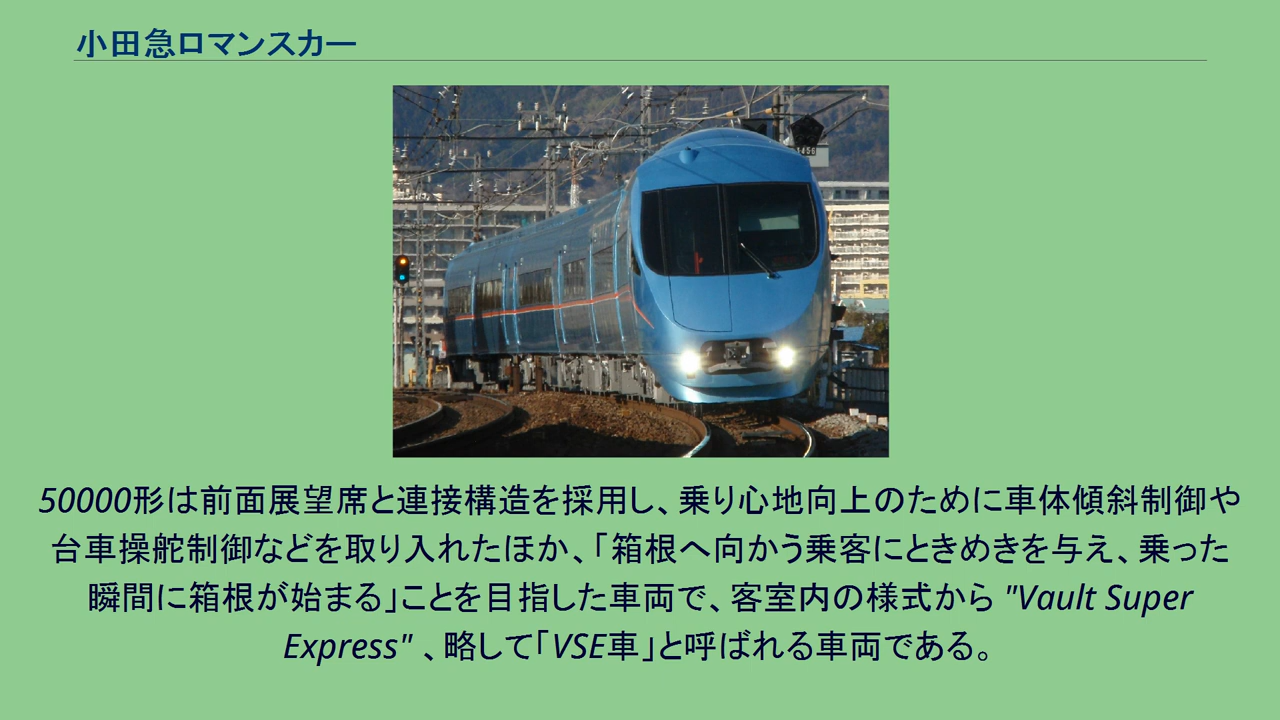 小田急ロマンスカー
50000形は前面展望席と連接構造を採用し、乗り心地向上のために車体傾斜制御や
台車操舵制御などを取り入れたほか、「箱根へ向かう乗客にときめきを与え、乗った
瞬間に箱根が始まる」ことを目指した車両で、客室内の様式から "Vault Super
Express" 、略して「VSE車」と呼ばれる車両である。